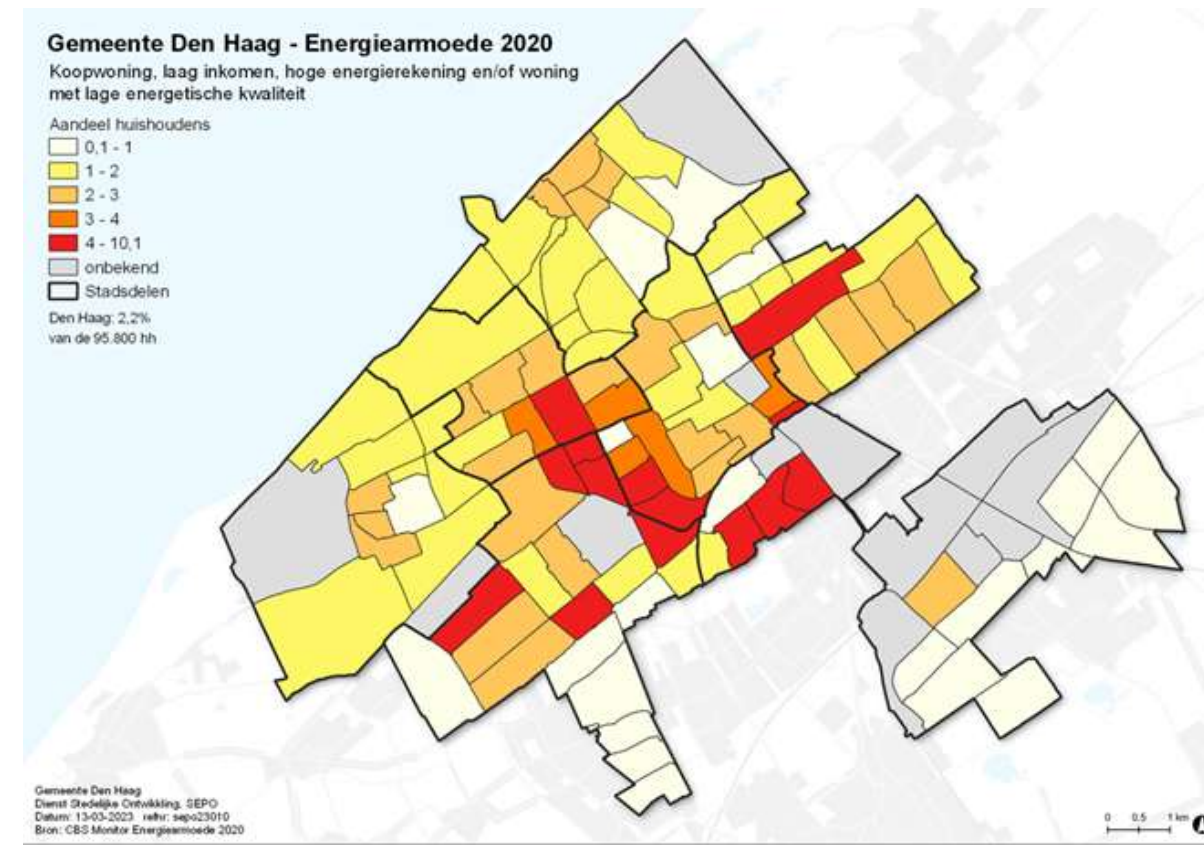 Gemeente Den Haag - Energiearmoede 2020
Koopwoning, laag inkomen, hoge energierekening en/of woning
met lage energetische kwaliteit
Aandeel huishoudens
0,1 - 1
1 - 2
2 - 3
3 - 4
4 - 10,1
onbekend
Stadsdelen
Den Haag: 2,2%
van de 95.800 hh
Gemeente Den Haag
Dienst Stedelijke Ontwikkling, SEPO
Datum: 13-03-2023 refnr: sepo23010
Bron: CBS Monitor Energiearmoede 2020
0 0.5 1 km